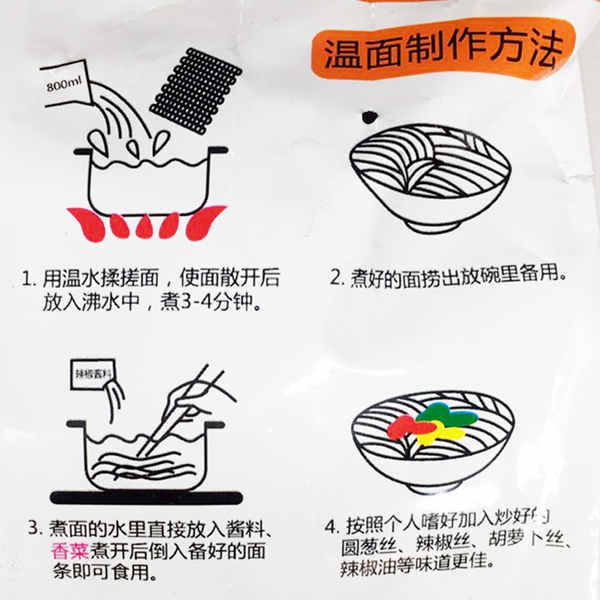 温面制作方法
800ml
1. 用温水揉搓面，使面散开后
放入沸水中，煮3-4分钟。
2. 煮好的面捞出放碗里备用。
辣椒酱料
3. 煮面的水里直接放入酱料、
香菜煮开后倒入备好的面
条即可食用。
4. 按照个人嗜好加入炒好的
圆葱丝、辣椒丝、胡萝卜丝、
辣椒油等味道更佳。